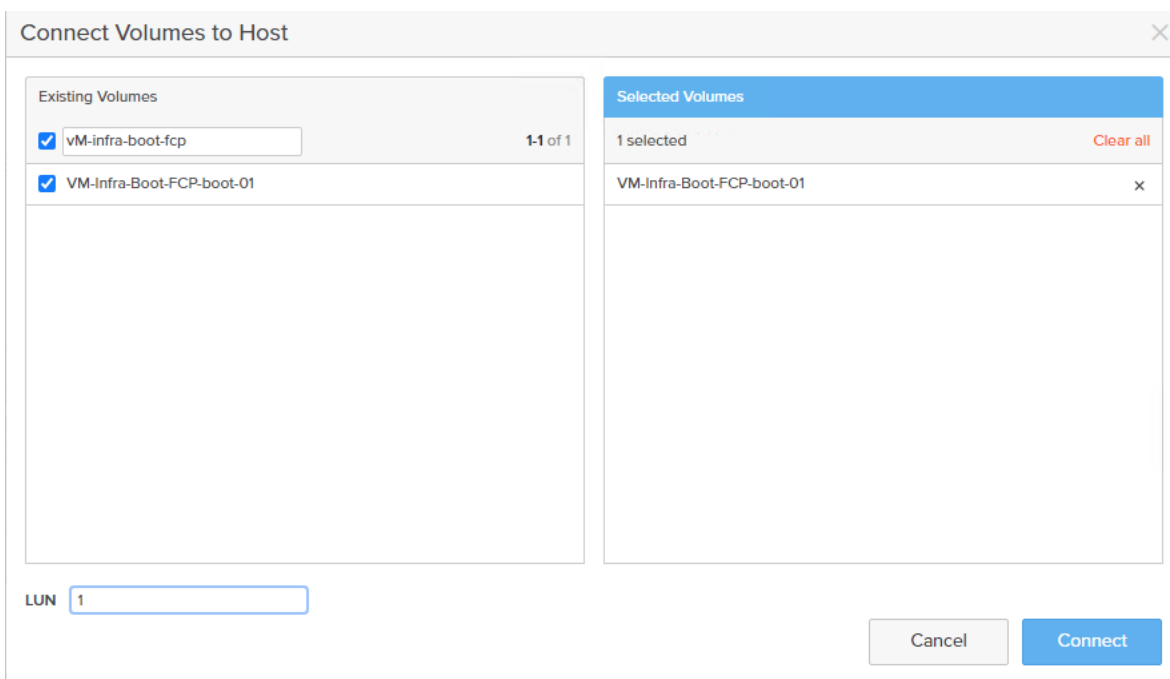 Connect Volumes to Host
Existing Volumes
vM-infra-boot-fcp 1-1 of 1
VM-Infra-Boot-FCP-boot-01
Selected Volumes
1 selected Clear all
VM-Infra-Boot-FCP-boot-01
LUN 1
Cancel Connect